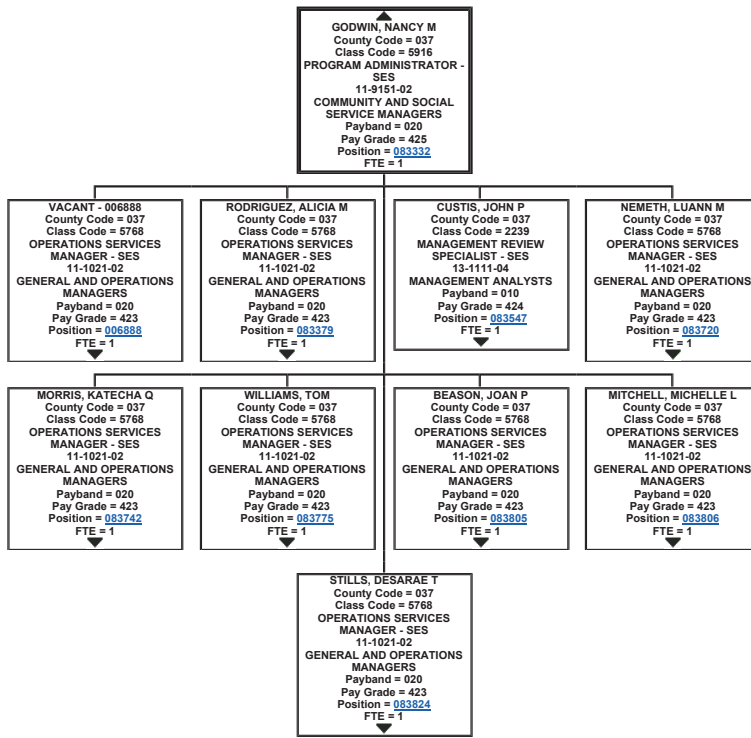 GODWIN, NANCY M
County Code = 037
Class Code = 5916
PROGRAM ADMINISTRATOR -
SES
11-9151-02
COMMUNITY AND SOCIAL
SERVICE MANAGERS
Payband = 020
Pay Grade = 425
Position = 083332
FTE = 1
VACANT - 006888
County Code = 037
Class Code = 5768
OPERATIONS SERVICES
MANAGER - SES
11-1021-02
GENERAL AND OPERATIONS
MANAGERS
Payband = 020
Pay Grade = 423
Position = 006888
FTE = 1
RODRIGUEZ, ALICIA M
County Code = 037
Class Code = 5768
OPERATIONS SERVICES
MANAGER - SES
11-1021-02
GENERAL AND OPERATIONS
MANAGERS
Payband = 020
Pay Grade = 423
Position = 083379
FTE = 1
CUSTIS, JOHN P
County Code = 037
Class Code = 2239
MANAGEMENT REVIEW
SPECIALIST - SES
13-1111-04
MANAGEMENT ANALYSTS
Payband = 010
Pay Grade = 424
Position = 083547
FTE = 1
NEMETH, LUANN M
County Code = 037
Class Code = 5768
OPERATIONS SERVICES
MANAGER - SES
11-1021-02
GENERAL AND OPERATIONS
MANAGERS
Payband = 020
Pay Grade = 423
Position = 083720
FTE = 1
MORRIS, KATECHA Q
County Code = 037
Class Code = 5768
OPERATIONS SERVICES
MANAGER - SES
11-1021-02
GENERAL AND OPERATIONS
MANAGERS
Payband = 020
Pay Grade = 423
Position = 083742
FTE = 1
WILLIAMS, TOM
County Code = 037
Class Code = 5768
OPERATIONS SERVICES
MANAGER - SES
11-1021-02
GENERAL AND OPERATIONS
MANAGERS
Payband = 020
Pay Grade = 423
Position = 083775
FTE = 1
BEASON, JOAN P
County Code = 037
Class Code = 5768
OPERATIONS SERVICES
MANAGER - SES
11-1021-02
GENERAL AND OPERATIONS
MANAGERS
Payband = 020
Pay Grade = 423
Position = 083805
FTE = 1
MITCHELL, MICHELLE L
County Code = 037
Class Code = 5768
OPERATIONS SERVICES
MANAGER - SES
11-1021-02
GENERAL AND OPERATIONS
MANAGERS
Payband = 020
Pay Grade = 423
Position = 083806
FTE = 1
STILLS, DESARAE T
County Code = 037
Class Code = 5768
OPERATIONS SERVICES
MANAGER - SES
11-1021-02
GENERAL AND OPERATIONS
MANAGERS
Payband = 020
Pay Grade = 423
Position = 083824
FTE = 1